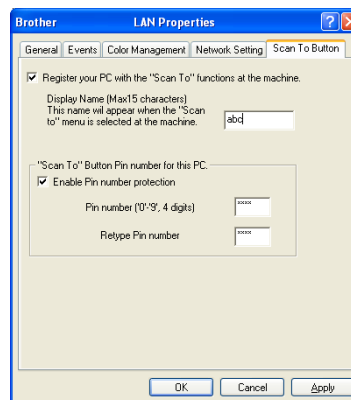 Brother LAN Properties
General Events Color Management Network Setting Scan To Button
Register your PC with the "Scan To" functions at the machine.
Display Name (Max15 characters)
This name will appear when the "Scan
to" menu is selected at the machine.
abc
"Scan To" Button Pin number for this PC.
Enable Pin number protection
Pin number ('0'-'9', 4 digits) ****
Retype Pin number ****
OK Cancel Apply